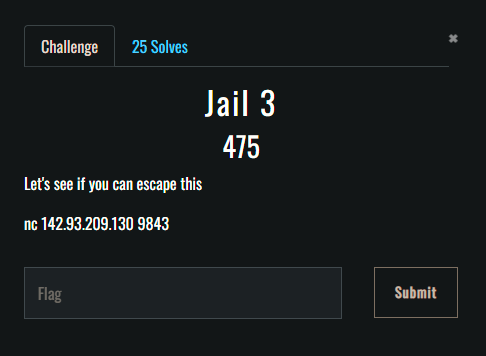 Challenge
25 Solves
✖
Jail 3
475
Let's see if you can escape this
nc 142.93.209.130 9843
Flag
Submit